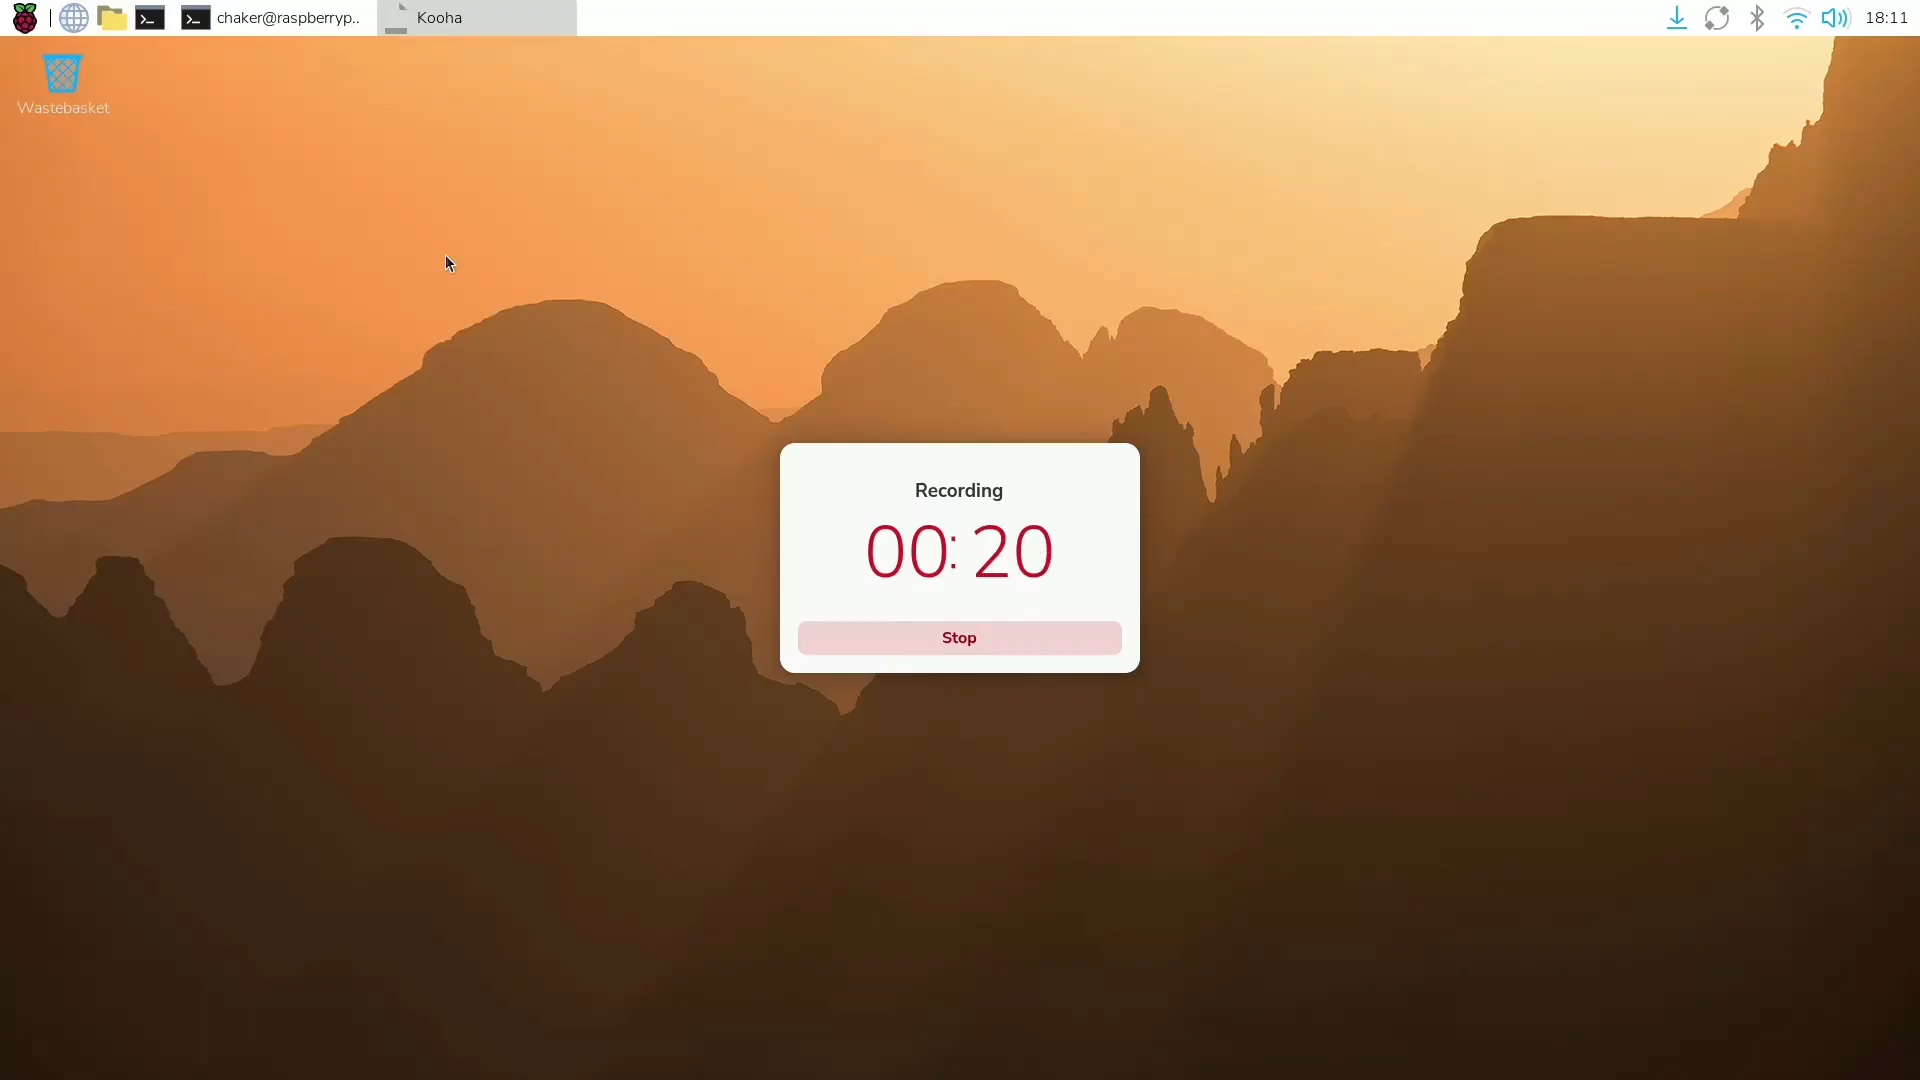 chaker@raspberryp.. Kooha 18:11
Wastebasket
Recording
00:20
Stop